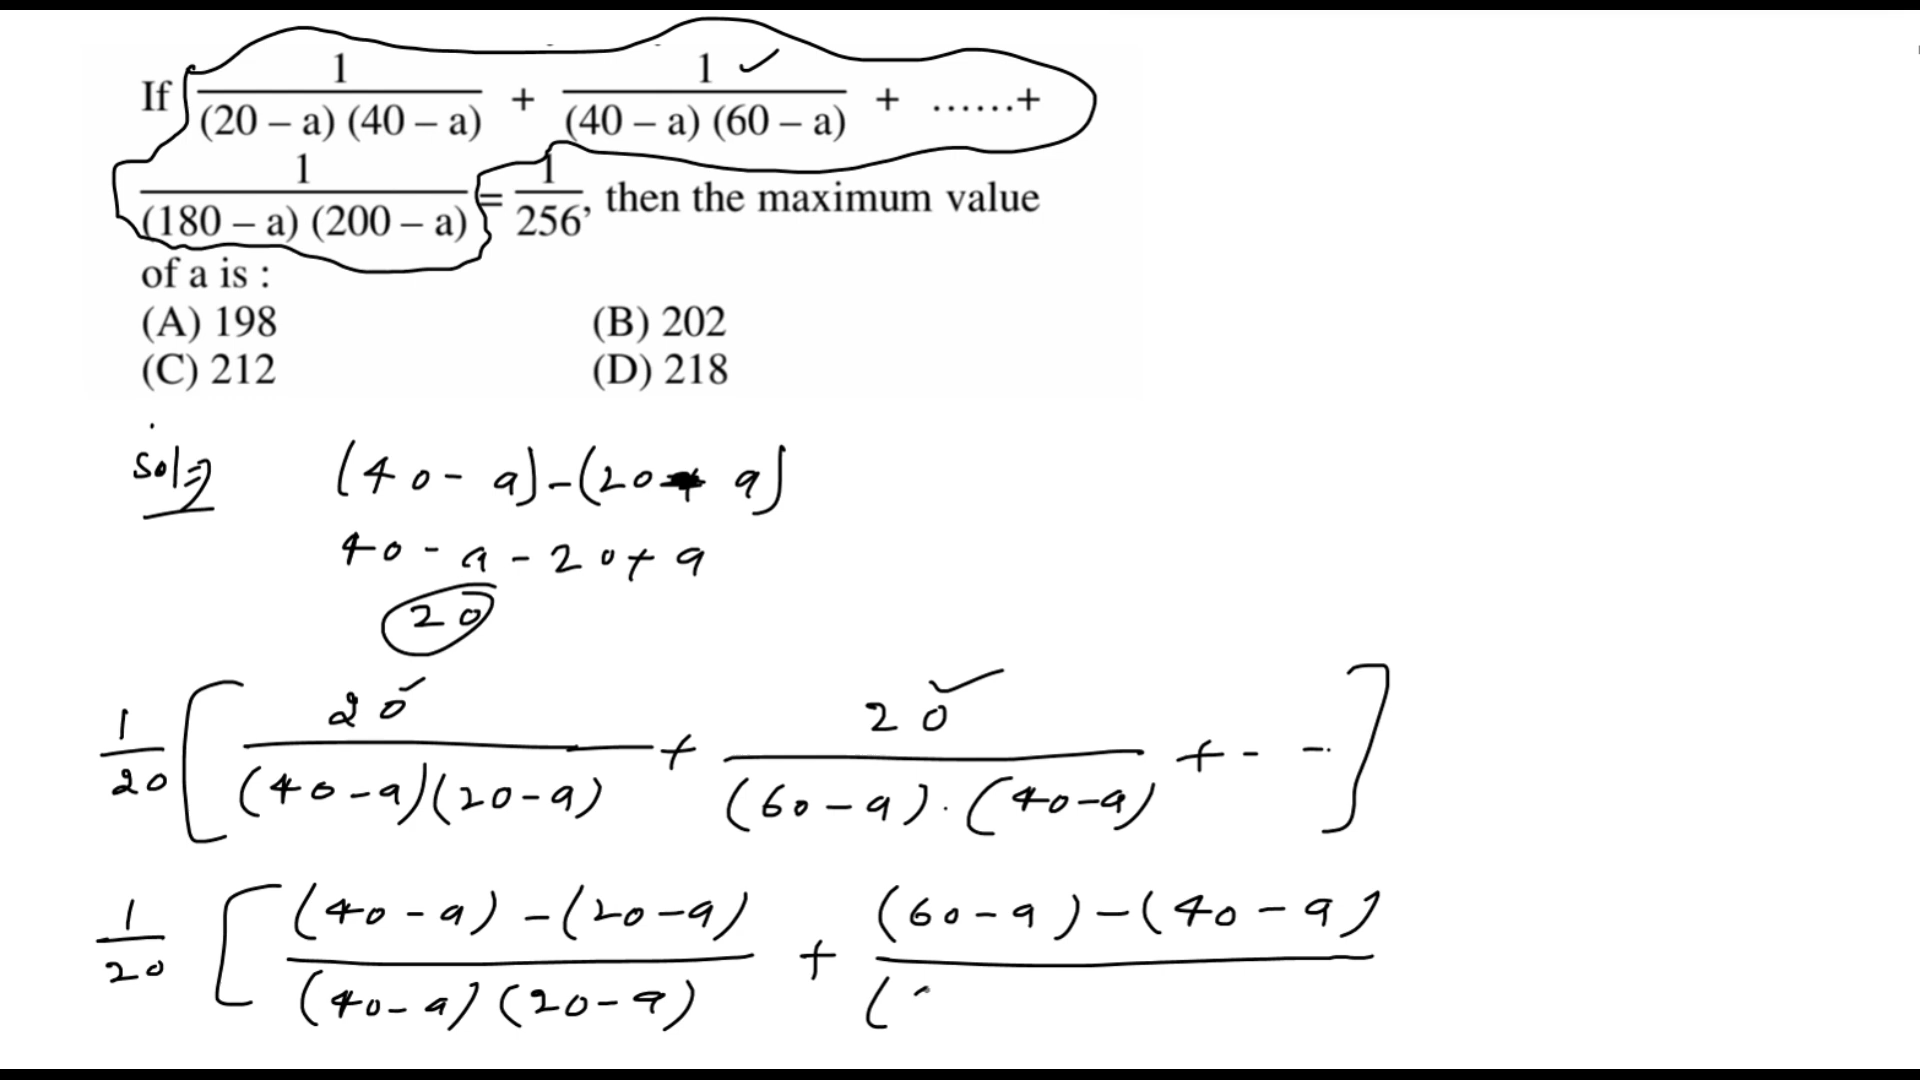 If 1/((20 – a) (40 – a)) + 1/((40 – a) (60 – a)) + ......+
1/((180 – a) (200 – a)) = 1/256, then the maximum value
of a is :
(A) 198 (B) 202
(C) 212 (D) 218
Sol⇒ (40 - a) - (20 - a)
40 - a - 20 + a
20
1/20 [ 20/((40-a)(20-a)) + 20/((60-a).(40-a)) + - - ]
1/20 [ ((40-a) - (20-a))/((40-a)(20-a)) + ((60-a) - (40-a))/(